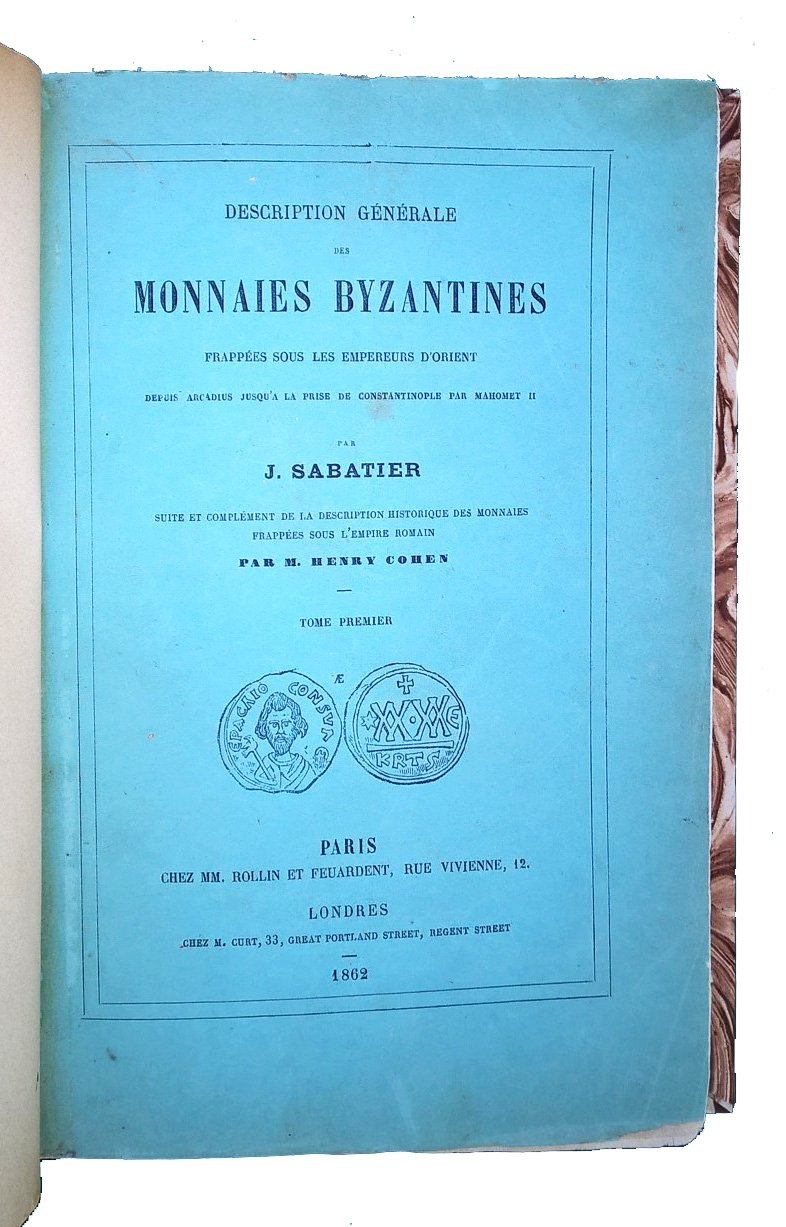 DESCRIPTION GÉNÉRALE
DES
MONNAIES BYZANTINES
FRAPPÉES SOUS LES EMPEREURS D'ORIENT
DEPUIS ARCADIUS JUSQU'A LA PRISE DE CONSTANTINOPLE PAR MAHOMET II
PAR
J. SABATIER
SUITE ET COMPLÉMENT DE LA DESCRIPTION HISTORIQUE DES MONNAIES
FRAPPÉES SOUS L'EMPIRE ROMAIN
PAR M. HENRY COHEN
TOME PREMIER
Æ
KRTS
PARIS
CHEZ MM. ROLLIN ET FEUARDENT, RUE VIVIENNE, 12.
LONDRES
CHEZ M. CURT, 33, GREAT PORTLAND STREET, REGENT STREET
1862